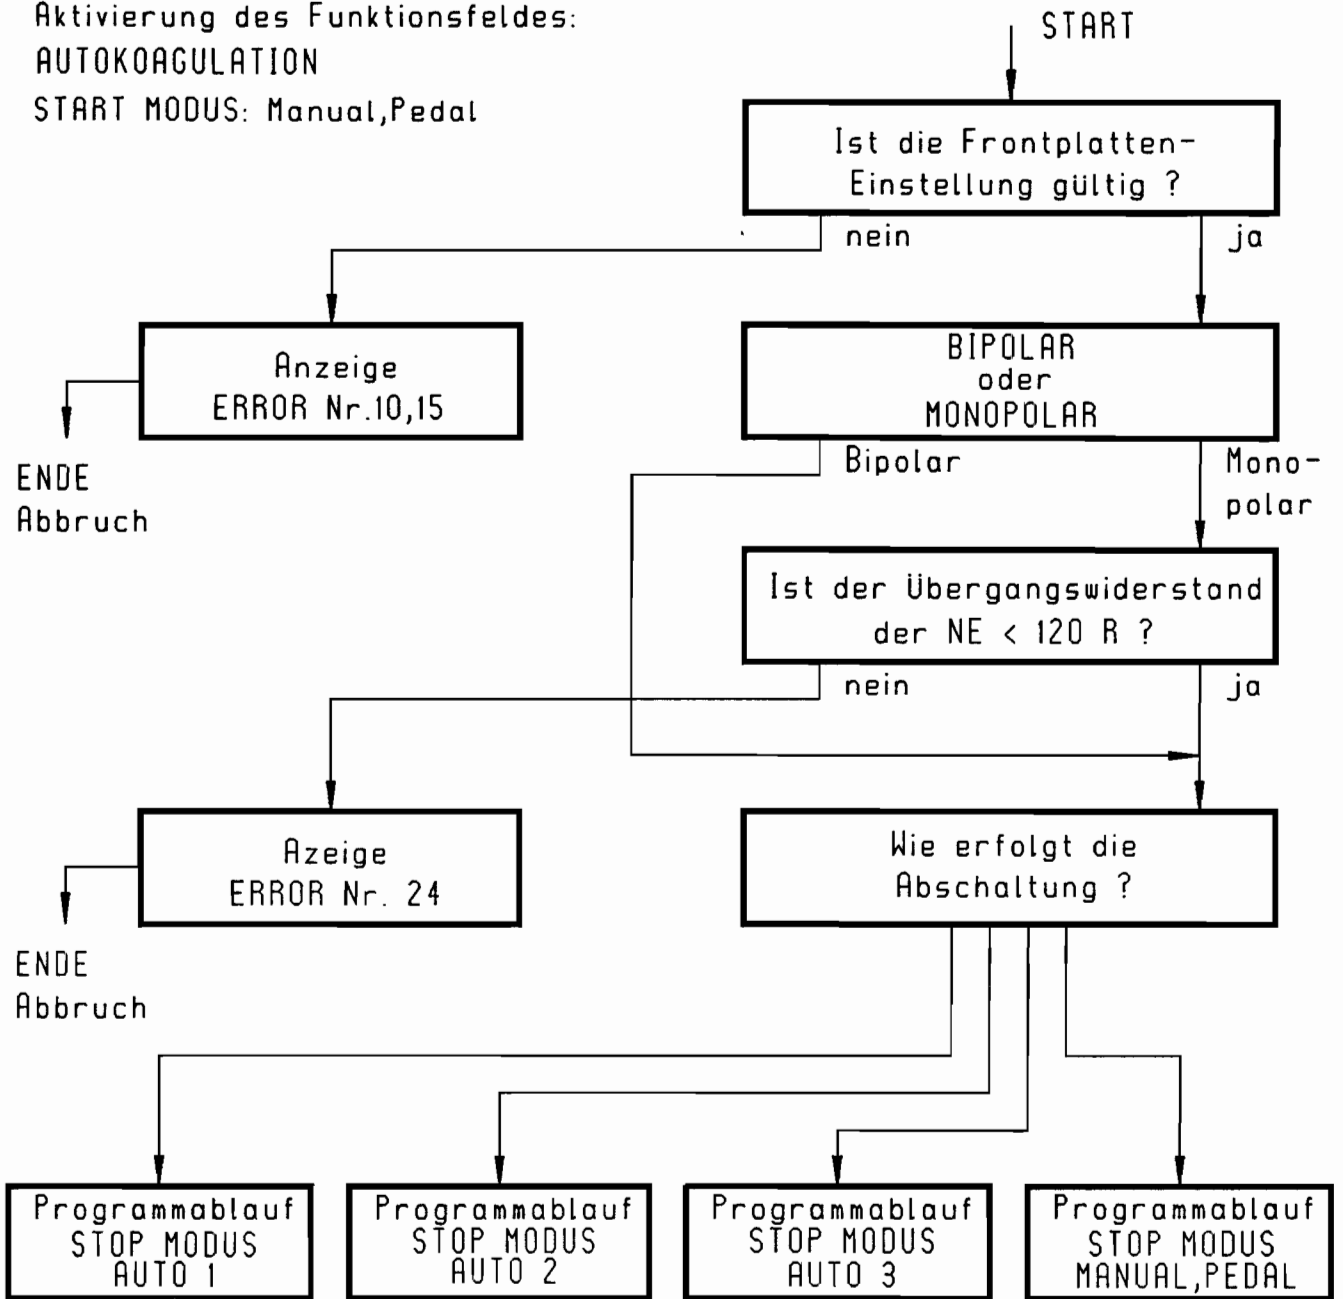 Aktivierung des Funktionsfeldes:
AUTOKOAGULATION
START MODUS: Manual,Pedal
START
Ist die Frontplatten-
Einstellung gültig ?
nein
ja
Anzeige
ERROR Nr.10,15
BIPOLAR
oder
MONOPOLAR
ENDE
Abbruch
Bipolar
Mono-
polar
Ist der Übergangswiderstand
der NE < 120 R ?
nein
ja
Azeige
ERROR Nr. 24
Wie erfolgt die
Abschaltung ?
ENDE
Abbruch
Programmablauf
STOP MODUS
AUTO 1
Programmablauf
STOP MODUS
AUTO 2
Programmablauf
STOP MODUS
AUTO 3
Programmablauf
STOP MODUS
MANUAL,PEDAL